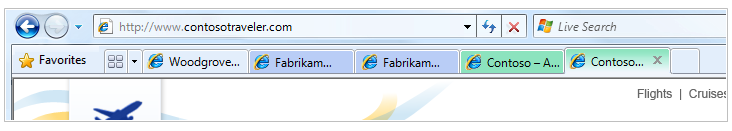 http://www.contosotraveler.com Live Search
Favorites Woodgrove... Fabrikam... Fabrikam... Contoso – A... Contoso...
Flights | Cruises